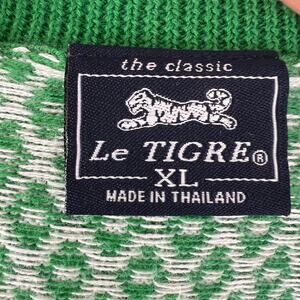 the classic
Le TIGRE®
XL
MADE IN THAILAND